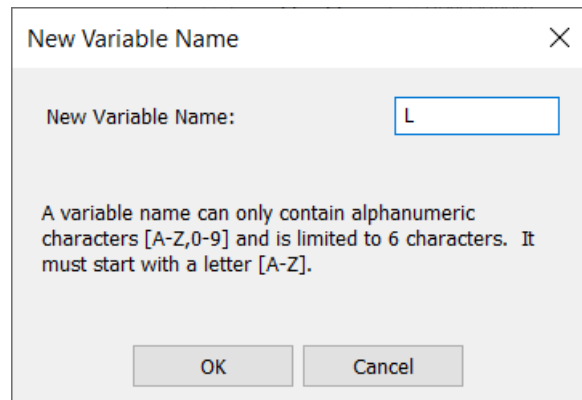 New Variable Name
New Variable Name:
L
A variable name can only contain alphanumeric
characters [A-Z,0-9] and is limited to 6 characters.  It
must start with a letter [A-Z].
OK
Cancel